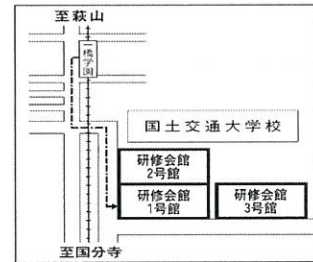 至萩山
一橋学園
国土交通大学校
研修会館
2号館
研修会館
1号館
研修会館
3号館
至国分寺